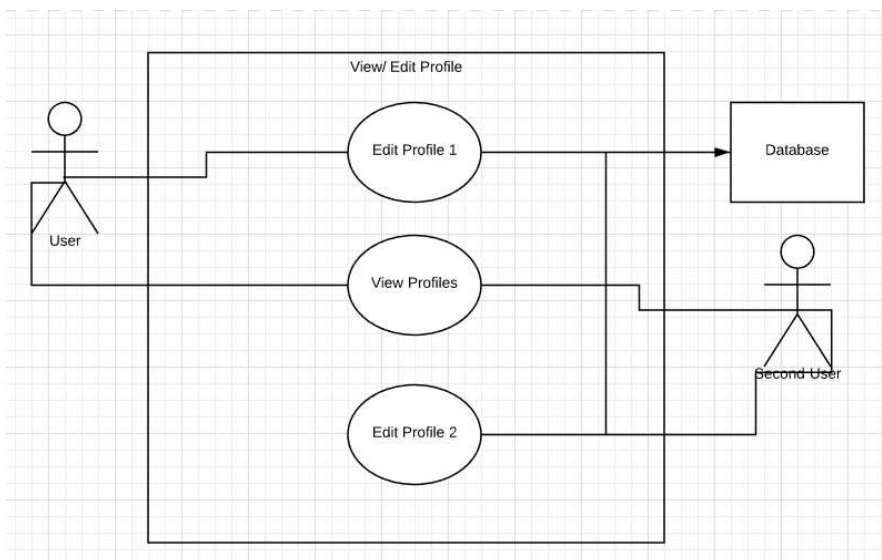 View/ Edit Profile
Edit Profile 1
Database
User
View Profiles
Second User
Edit Profile 2